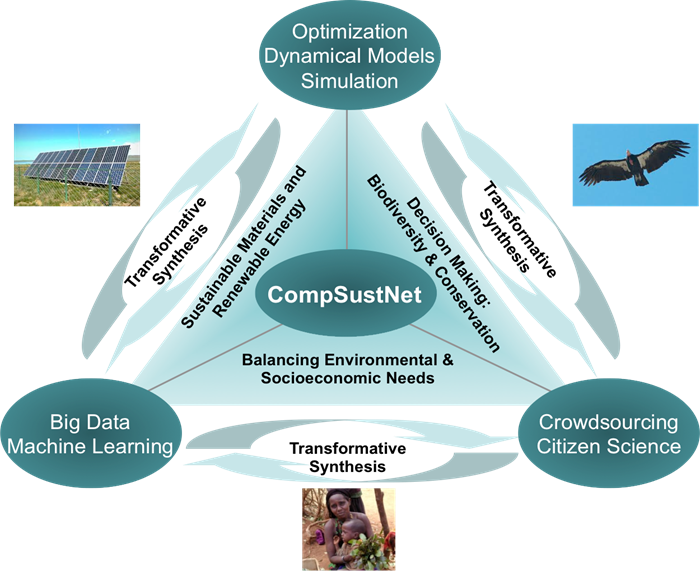 Optimization
Dynamical Models
Simulation
Transformative
Synthesis
Sustainable Materials and
Renewable Energy
Decision Making:
Biodiversity & Conservation
Transformative
Synthesis
CompSustNet
Balancing Environmental &
Socioeconomic Needs
Big Data
Machine Learning
Crowdsourcing
Citizen Science
Transformative
Synthesis